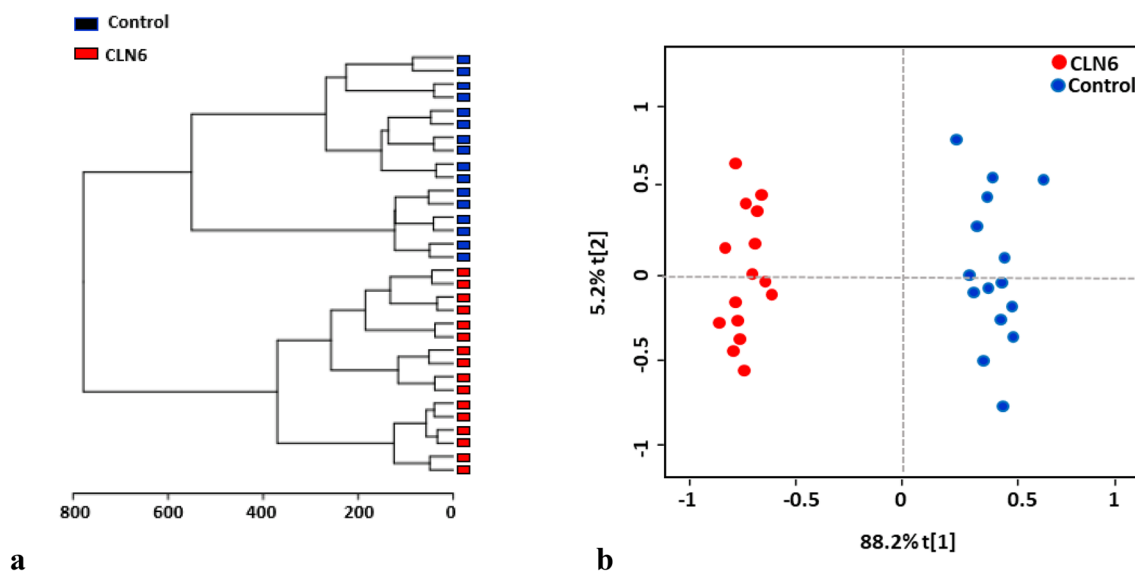 Control
CLN6
800 600 400 200 0
a
CLN6
Control
1
0.5
0
-0.5
-1
5.2% t[2]
-1 -0.5 0 0.5 1
88.2% t[1]
b